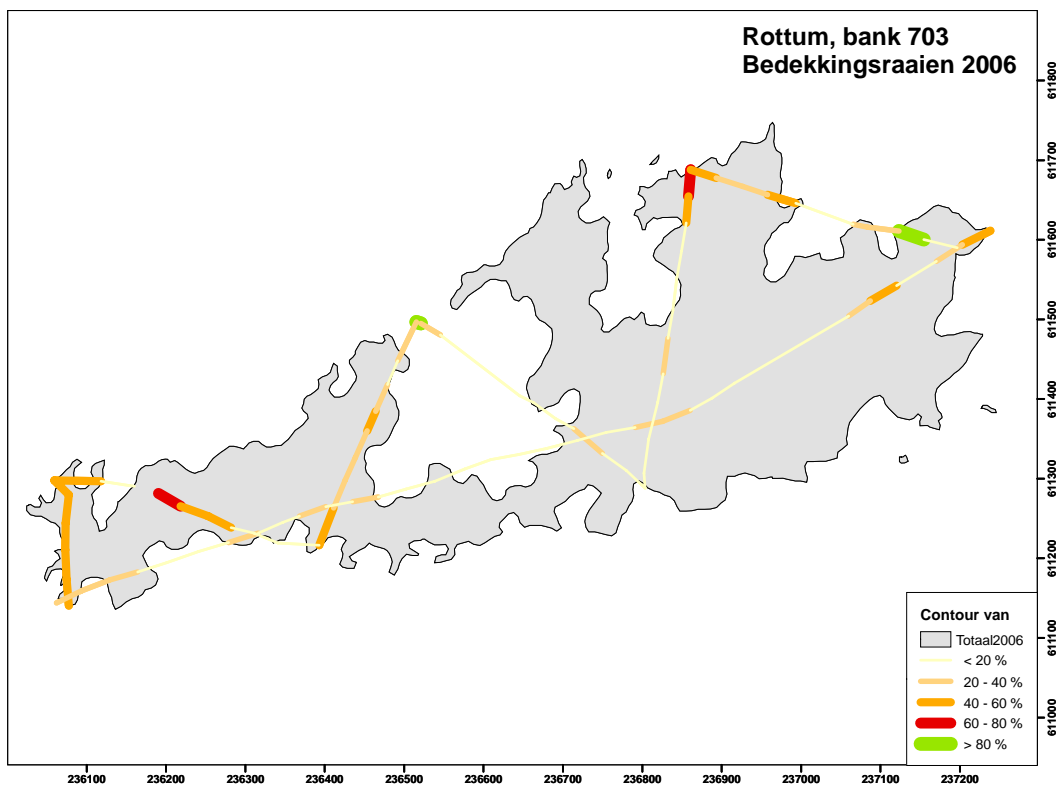 Rottum, bank 703
Bedekkingsraaien 2006
611800
611700
611600
611500
611400
611300
611200
611100
611000
Contour van
Totaal2006
< 20 %
20 - 40 %
40 - 60 %
60 - 80 %
> 80 %
236100 236200 236300 236400 236500 236600 236700 236800 236900 237000 237100 237200